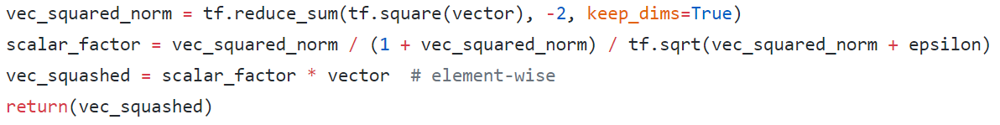 vec_squared_norm = tf.reduce_sum(tf.square(vector), -2, keep_dims=True)
scalar_factor = vec_squared_norm / (1 + vec_squared_norm) / tf.sqrt(vec_squared_norm + epsilon)
vec_squashed = scalar_factor * vector  # element-wise
return(vec_squashed)